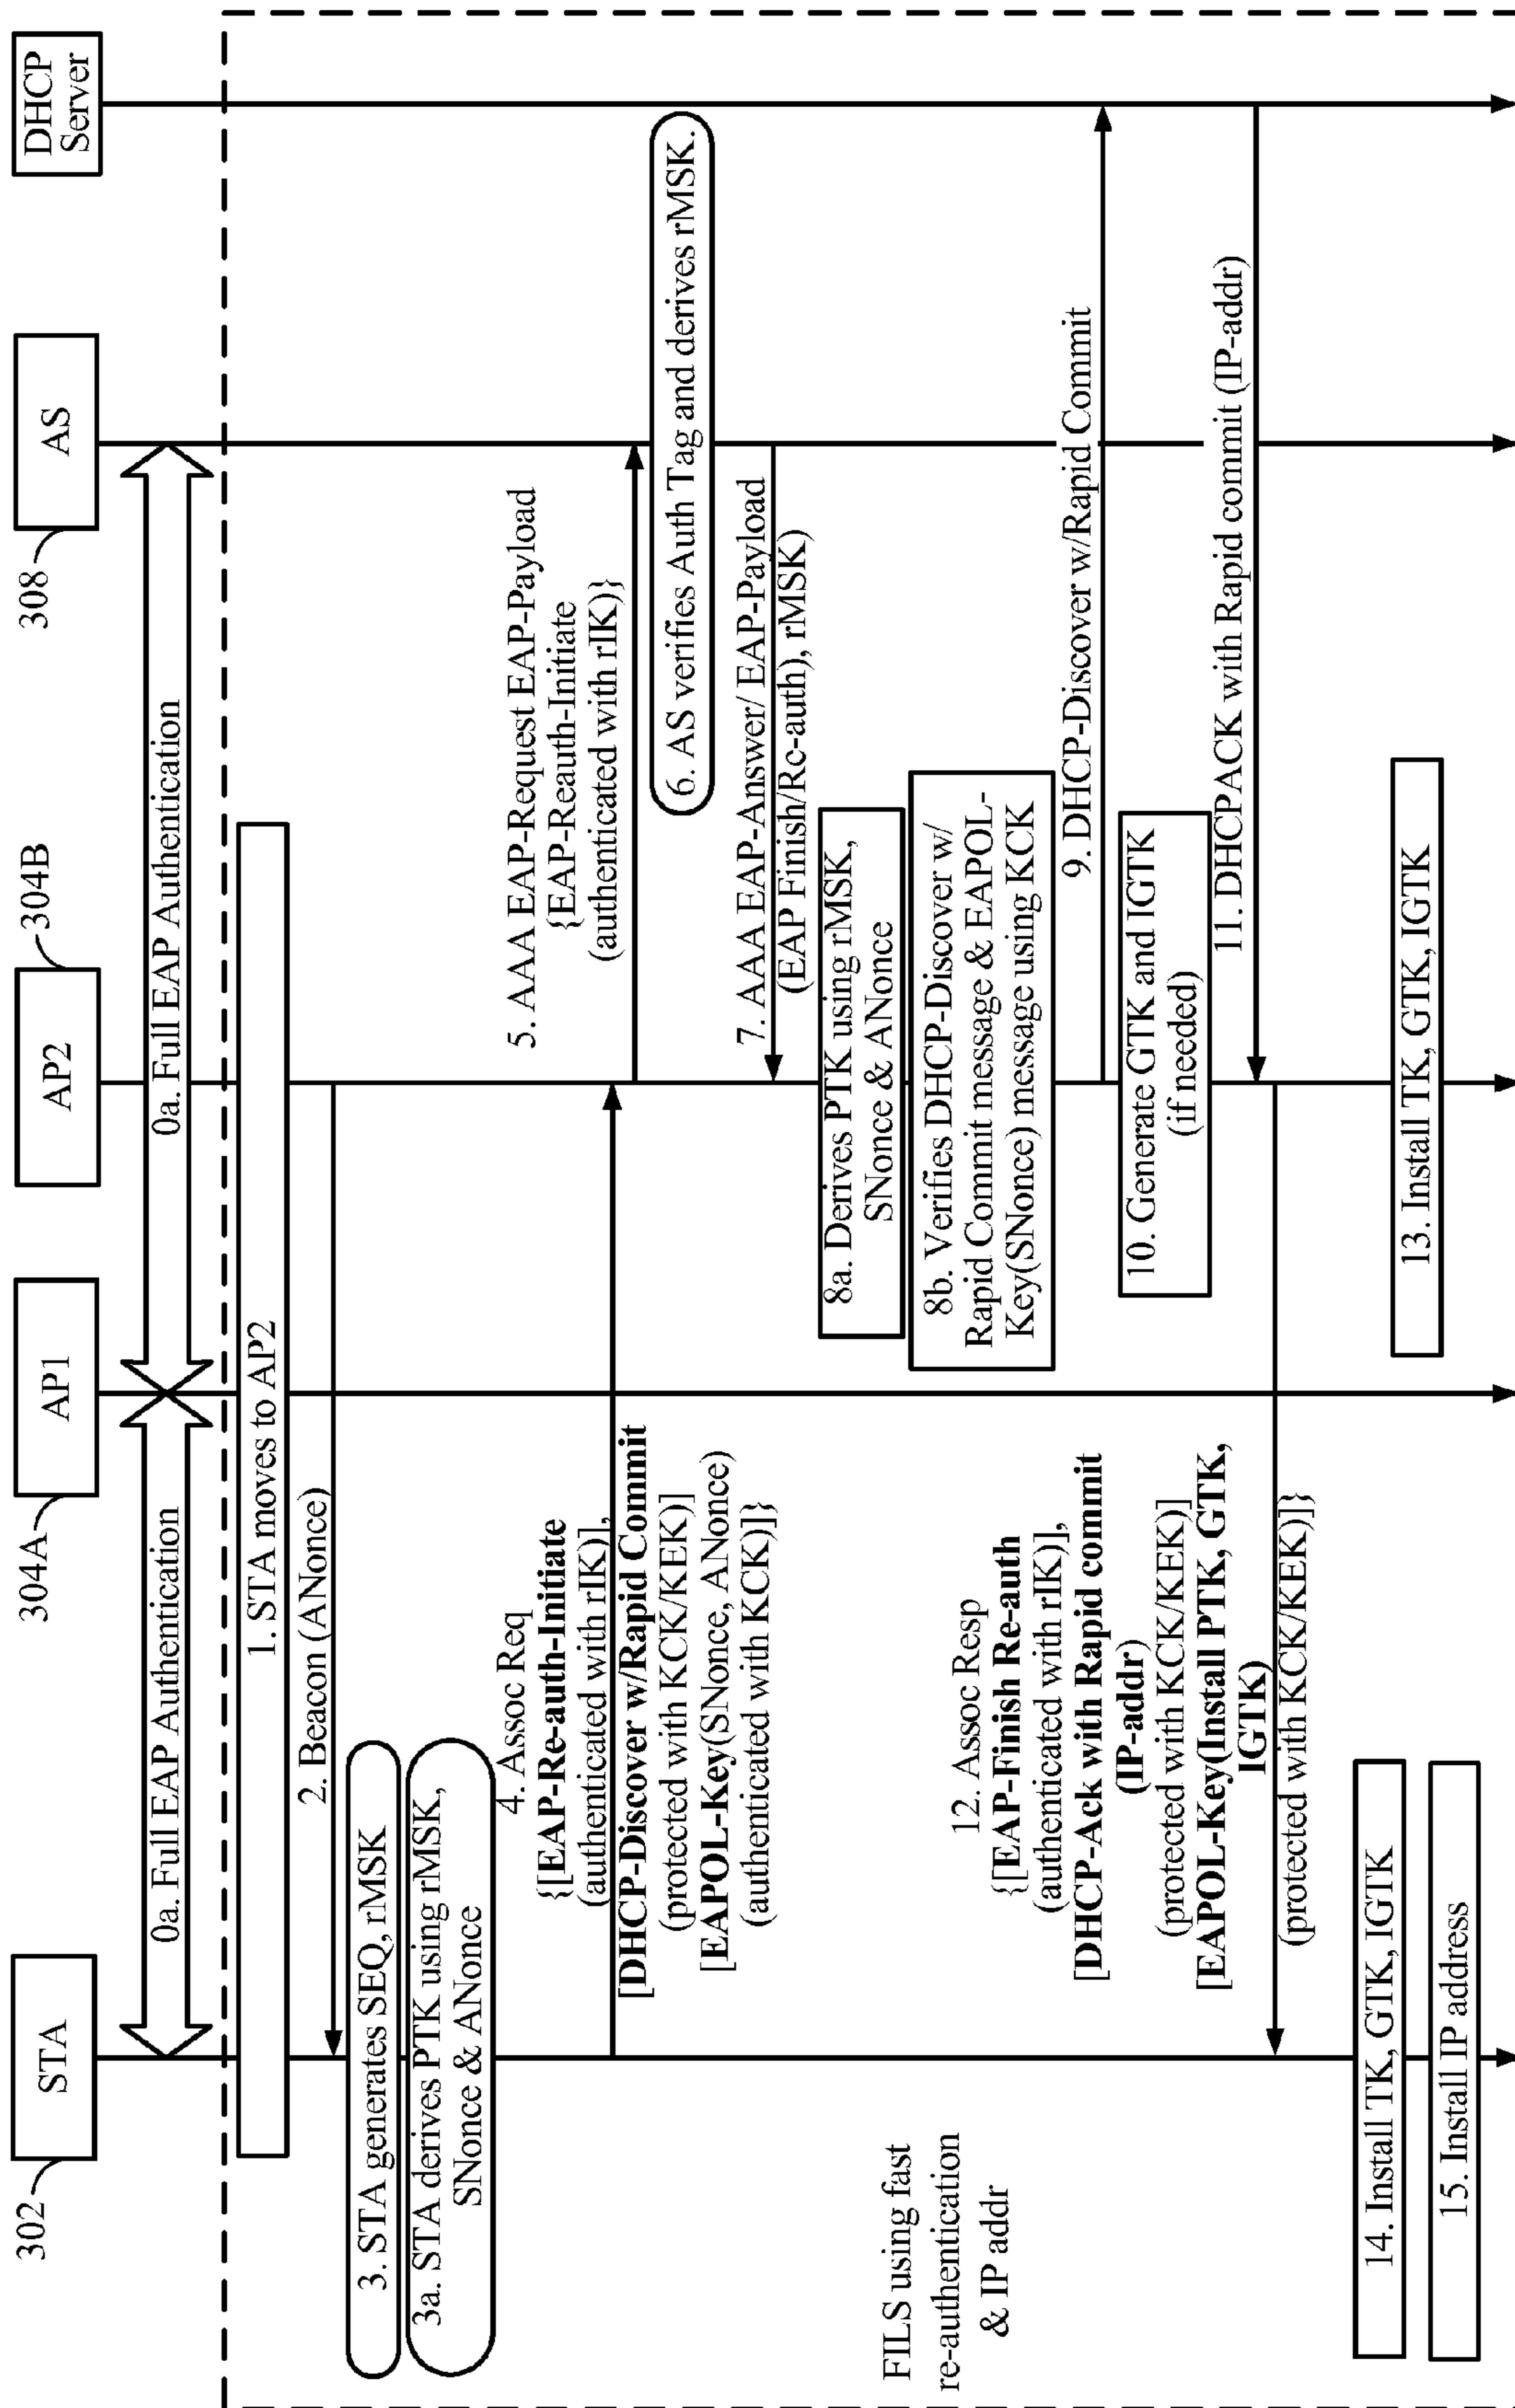 STA
302
AP1
304A
AP2
304B
AS
308
DHCP
Server
0a. Full EAP Authentication
0a. Full EAP Authentication
1. STA moves to AP2
2. Beacon (ANonce)
3. STA generates SEQ, rMSK
3a. STA derives PTK using rMSK,
SNonce & ANonce
4. Assoc Req
{[EAP-Re-auth-Initiate
(authenticated with rIK)],
[DHCP-Discover w/Rapid Commit
(protected with KCK/KEK)]
[EAPOL-Key(SNonce, ANonce)
(authenticated with KCK)]}
5. AAA EAP-Request EAP-Payload
{EAP-Reauth-Initiate
(authenticated with rIK)}
6. AS verifies Auth Tag and derives rMSK.
7. AAA EAP-Answer/ EAP-Payload
(EAP Finish/Rc-auth), rMSK)
8a. Derives PTK using rMSK,
SNonce & ANonce
8b. Verifies DHCP-Discover w/
Rapid Commit message & EAPOL-
Key(SNonce) message using KCK
9. DHCP-Discover w/Rapid Commit
10. Generate GTK and IGTK
(if needed)
11. DHCPACK with Rapid commit (IP-addr)
12. Assoc Resp
{[EAP-Finish Re-auth
(authenticated with rIK)],
[DHCP-Ack with Rapid commit
(IP-addr)
(protected with KCK/KEK)]
[EAPOL-Key(Install PTK, GTK,
IGTK)
(protected with KCK/KEK)]}
FILS using fast
re-authentication
& IP addr
13. Install TK, GTK, IGTK
14. Install TK, GTK, IGTK
15. Install IP address